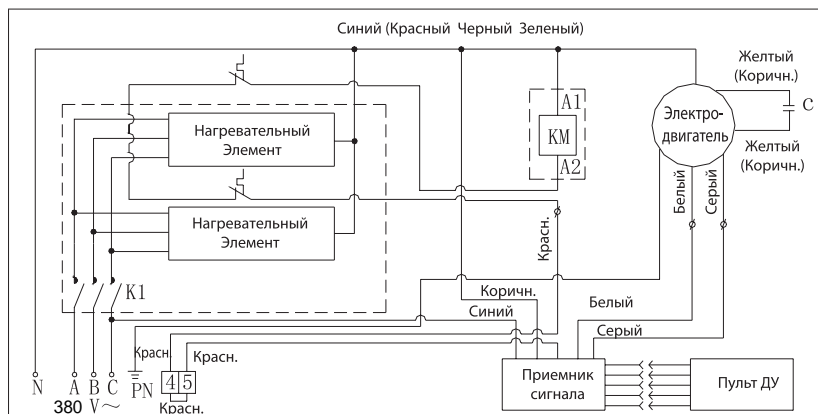 Синий (Красный Черный Зеленый)
Желтый
(Коричн.)
A1
KM
A2
Электро-
двигатель
C
Желтый
(Коричн.)
Нагревательный
Элемент
Нагревательный
Элемент
Белый
Серый
Красн.
K1
Коричн.
Синий
Белый
Серый
Красн.
Красн.
4 5
Красн.
N A B C PN
380 V~
Приемник
сигнала
Пульт ДУ